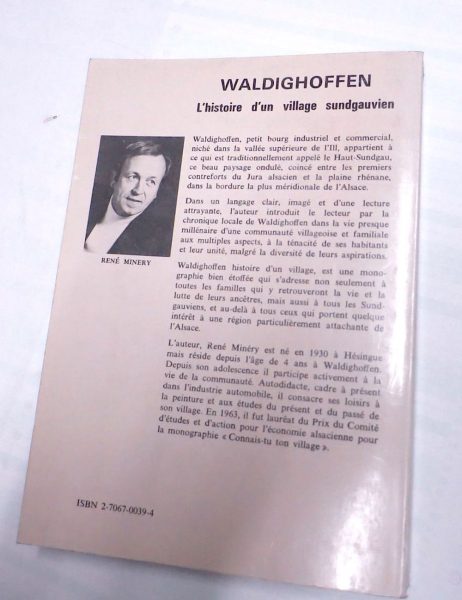 WALDIGHOFFEN
L'histoire d'un village sundgauvien
Waldighoffen, petit bourg industriel et commercial,
niché dans la vallée supérieure de l'Ill, appartient à
ce qui est traditionnellement appelé le Haut-Sundgau,
ce beau paysage ondulé, coincé entre les premiers
contreforts du Jura alsacien et la plaine rhénane,
dans la bordure la plus méridionale de l'Alsace.
Dans un langage clair, imagé et d'une lecture
attrayante, l'auteur introduit le lecteur par la
chronique locale de Waldighoffen dans la vie presque
millénaire d'une communauté villageoise et familiale
aux multiples aspects, à la ténacité de ses habitants
et leur unité, malgré la diversité de leurs aspirations.
RENÉ MINERY
Waldighoffen histoire d'un village, est une mono-
graphie bien étoffée qui s'adresse non seulement à
toutes les familles qui y retrouveront la vie et la
lutte de leurs ancêtres, mais aussi à tous les Sund-
gauviens, et au-delà à tous ceux qui portent quelque
intérêt à une région particulièrement attachante de
l'Alsace.
L'auteur, René Minéry est né en 1930 à Hésingue
mais réside depuis l'âge de 4 ans à Waldighoffen.
Depuis son adolescence il participe activement à la
vie de la communauté. Autodidacte, cadre à présent
dans l'industrie automobile, il consacre ses loisirs à
la peinture et aux études du présent et du passé de
son village. En 1963, il fut lauréat du Prix du Comité
d'études et d'action pour l'économie alsacienne pour
la monographie « Connais-tu ton village ».
ISBN 2-7067-0039-4